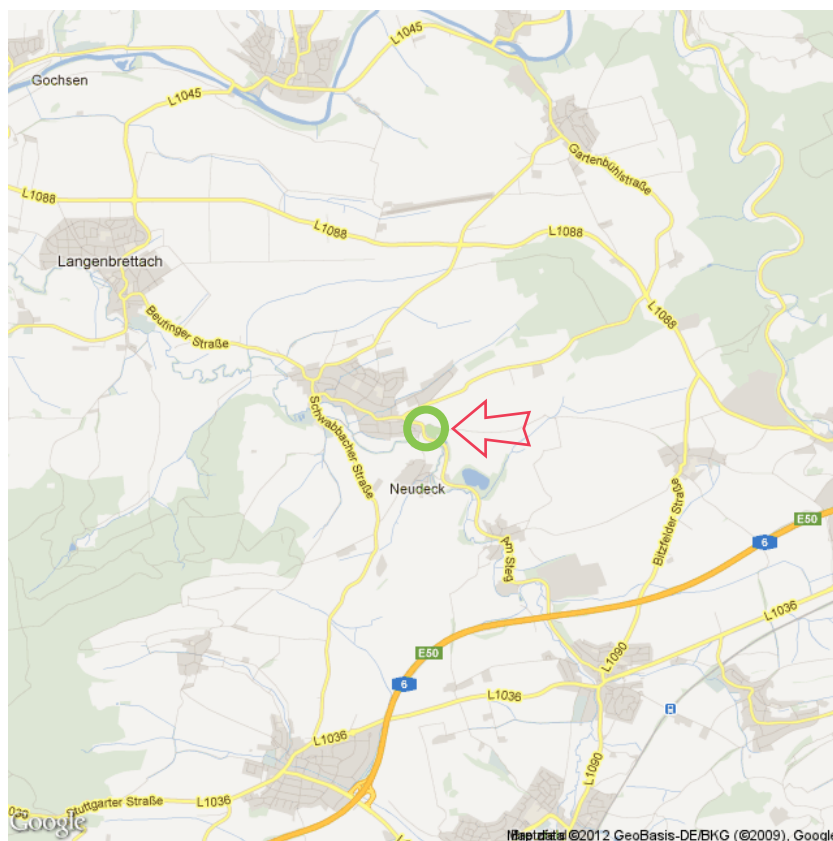 L1045
Gochsen
L1045
Gartenbühlstraße
L1088
L1088
L1088
Langenbrettach
L1088
Beutinger Straße
Schwabbacher Straße
Neudeck
Bitzfelder Straße
E50
6
Am Steg
L1036
E50
L1090
6
L1036
L1036
L1090
Stuttgarter Straße
L1036
Google
©2012 GeoBasis-DE/BKG (©2009), Google